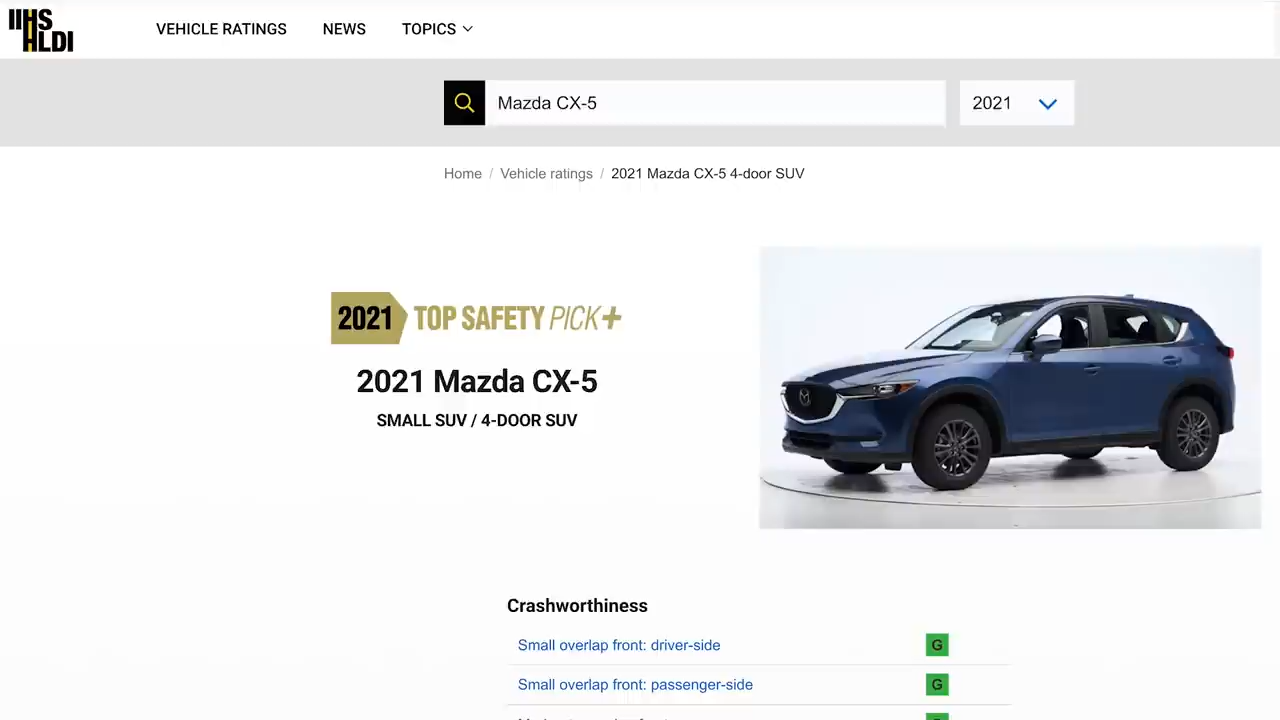 IIHS
HLDI
VEHICLE RATINGS
NEWS
TOPICS
Mazda CX-5
2021
Home / Vehicle ratings / 2021 Mazda CX-5 4-door SUV
2021 TOP SAFETY PICK+
2021 Mazda CX-5
SMALL SUV / 4-DOOR SUV
Crashworthiness
Small overlap front: driver-side G
Small overlap front: passenger-side G